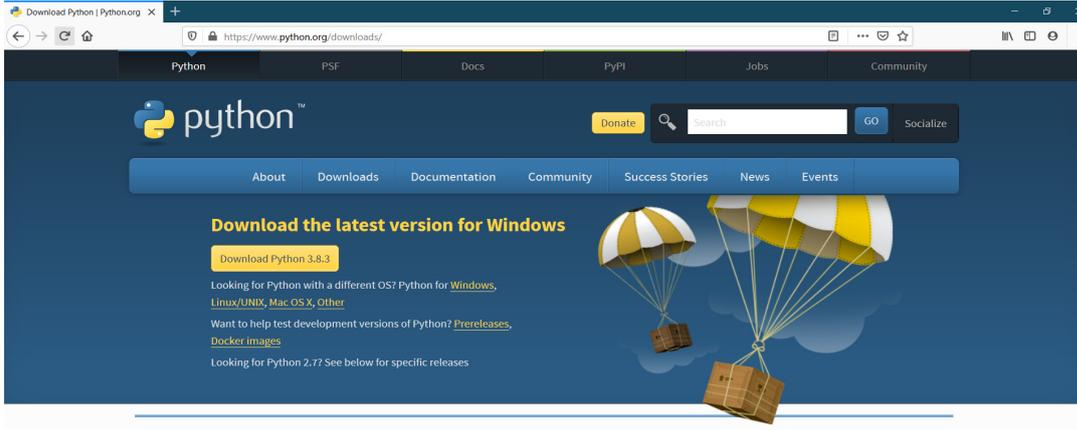 Download Python | Python.org
https://www.python.org/downloads/
Python PSF Docs PyPI Jobs Community
python™
Donate Search GO Socialize
About Downloads Documentation Community Success Stories News Events
Download the latest version for Windows
Download Python 3.8.3
Looking for Python with a different OS? Python for Windows,
Linux/UNIX, Mac OS X, Other
Want to help test development versions of Python? Prereleases,
Docker images
Looking for Python 2.7? See below for specific releases